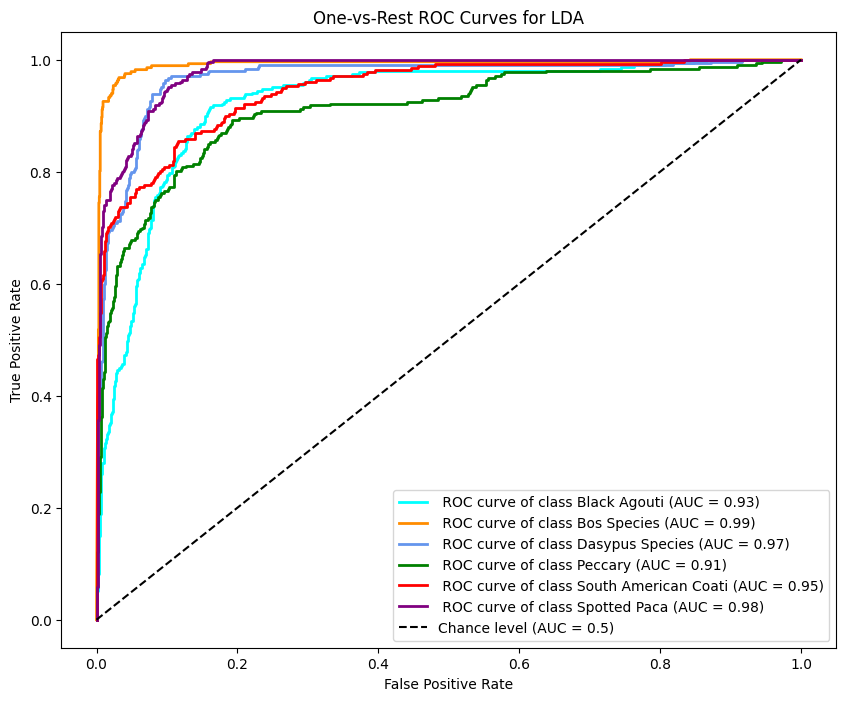 One-vs-Rest ROC Curves for LDA
True Positive Rate
1.0
0.8
0.6
0.4
0.2
0.0
ROC curve of class Black Agouti (AUC = 0.93)
ROC curve of class Bos Species (AUC = 0.99)
ROC curve of class Dasypus Species (AUC = 0.97)
ROC curve of class Peccary (AUC = 0.91)
ROC curve of class South American Coati (AUC = 0.95)
ROC curve of class Spotted Paca (AUC = 0.98)
Chance level (AUC = 0.5)
0.0 0.2 0.4 0.6 0.8 1.0
False Positive Rate